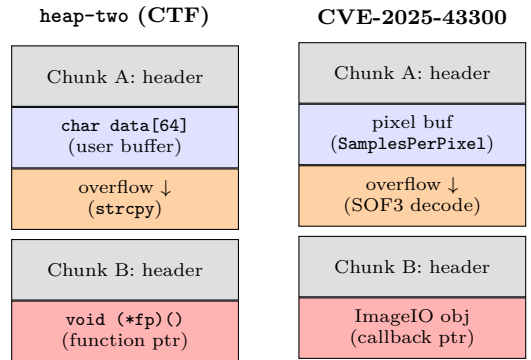 heap-two (CTF)
Chunk A: header
char data[64]
(user buffer)
overflow ↓
(strcpy)
Chunk B: header
void (*fp)()
(function ptr)
CVE-2025-43300
Chunk A: header
pixel buf
(SamplesPerPixel)
overflow ↓
(SOF3 decode)
Chunk B: header
ImageIO obj
(callback ptr)